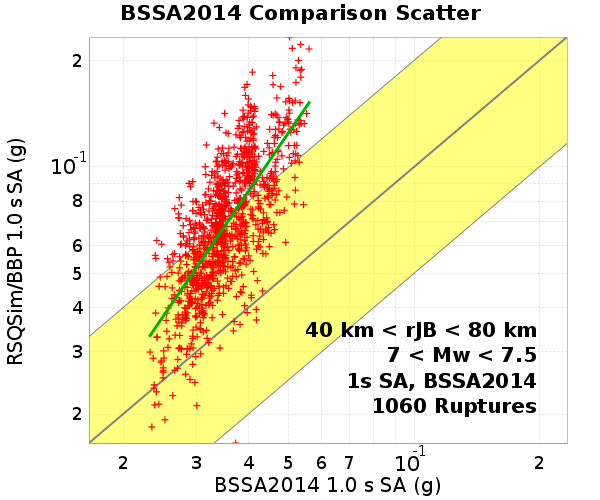 BSSA2014 Comparison Scatter
RSQSim/BBP 1.0 s SA (g)
2
10⁻¹
8
6
5
4
3
2
40 km < rJB < 80 km
7 < Mw < 7.5
1s SA, BSSA2014
1060 Ruptures
2 3 4 5 6 7 10⁻¹ 2
BSSA2014 1.0 s SA (g)